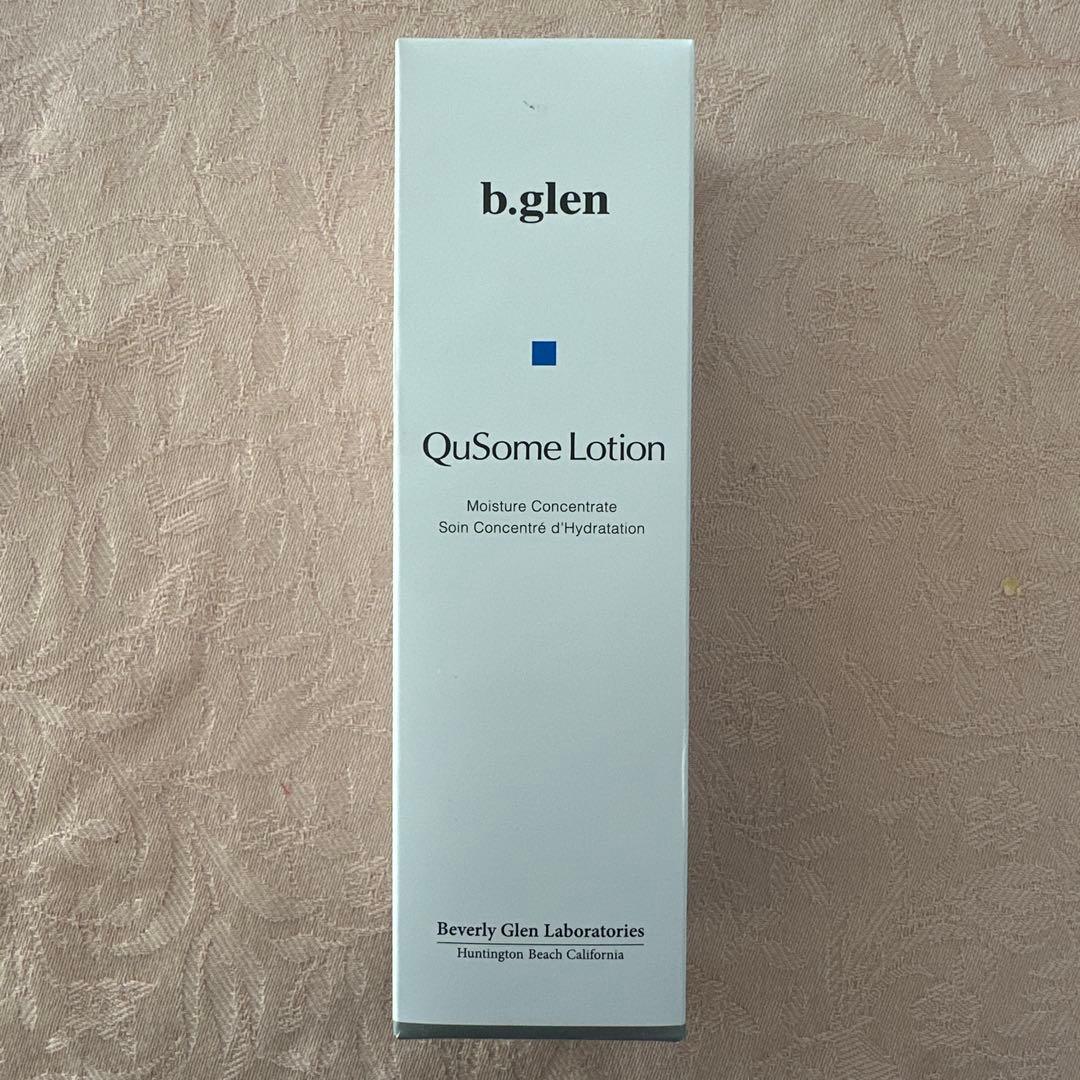 b.glen
QuSome Lotion
Moisture Concentrate
Soin Concentré d'Hydratation
Beverly Glen Laboratories
Huntington Beach California